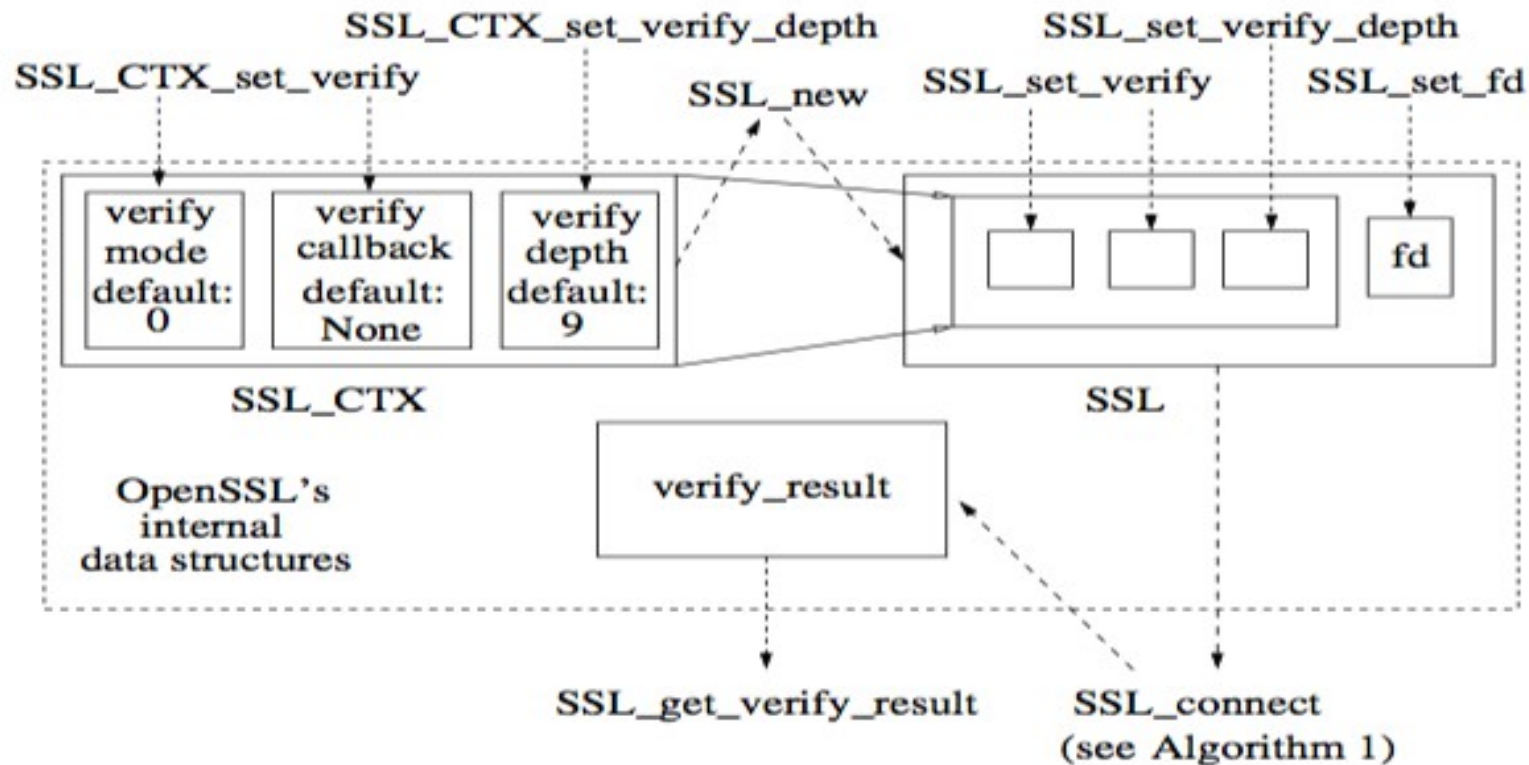 SSL_CTX_set_verify_depth
SSL_set_verify_depth
SSL_CTX_set_verify
SSL_new
SSL_set_verify
SSL_set_fd
verify
mode
default:
0
verify
callback
default:
None
verify
depth
default:
9
fd
SSL_CTX
SSL
verify_result
OpenSSL's
internal
data structures
SSL_get_verify_result
SSL_connect
(see Algorithm 1)